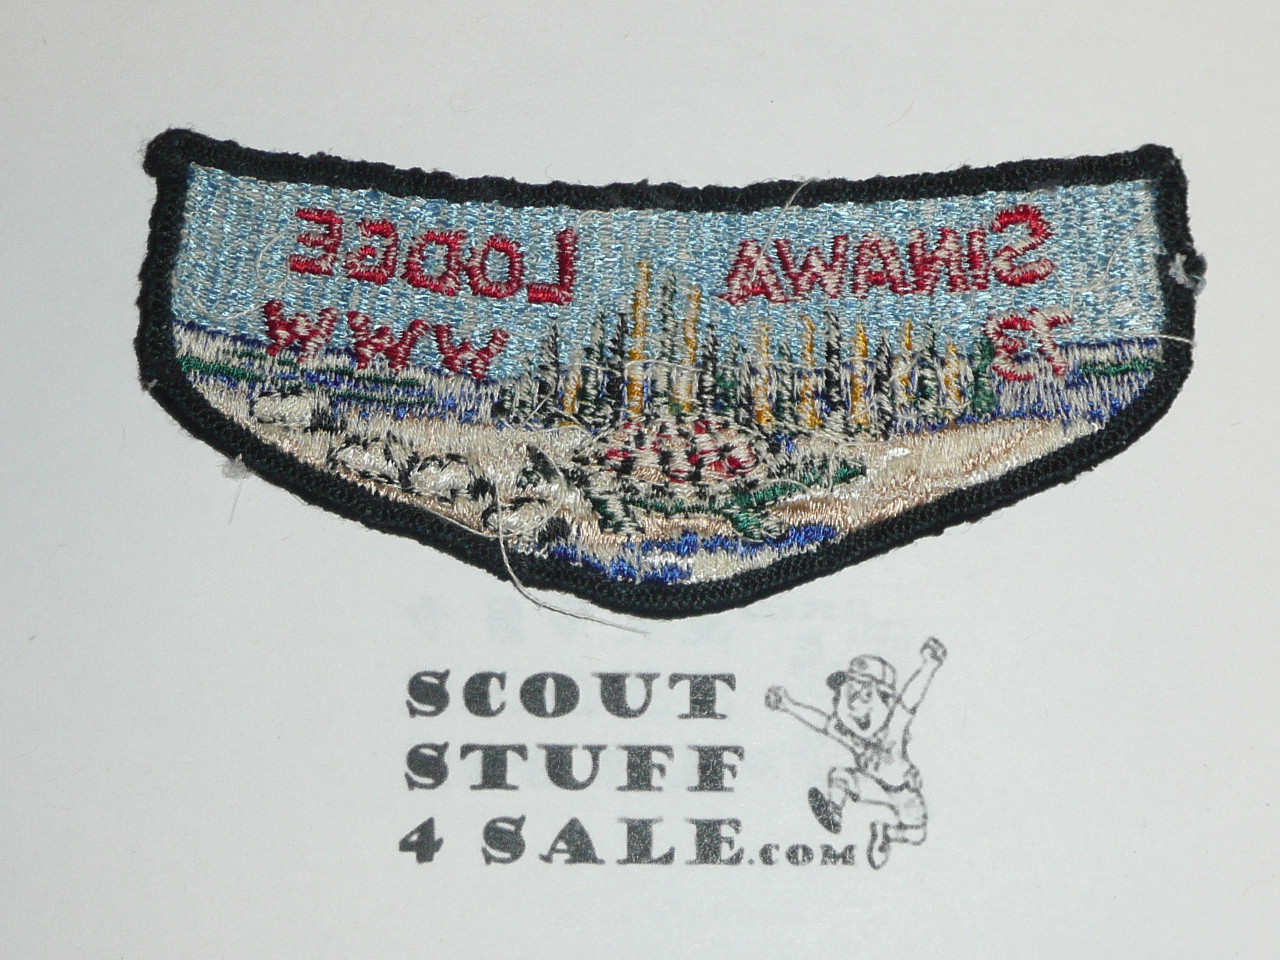 SINAWA LODGE
73 WWW
SCOUT
STUFF
4 SALE.COM